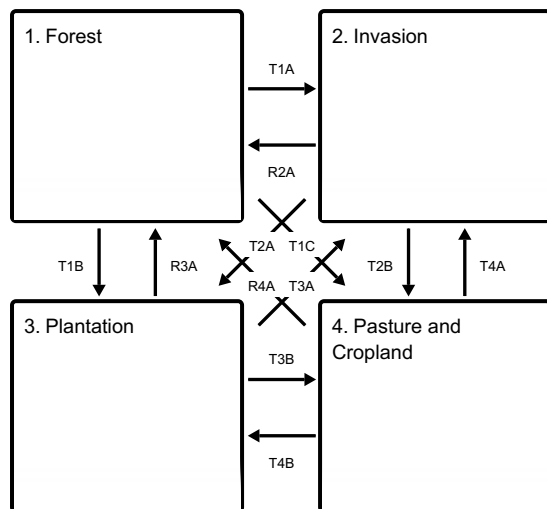 1. Forest
2. Invasion
T1A
R2A
T2A
T1C
T1B
R3A
T2B
T4A
R4A
T3A
3. Plantation
4. Pasture and
Cropland
T3B
T4B